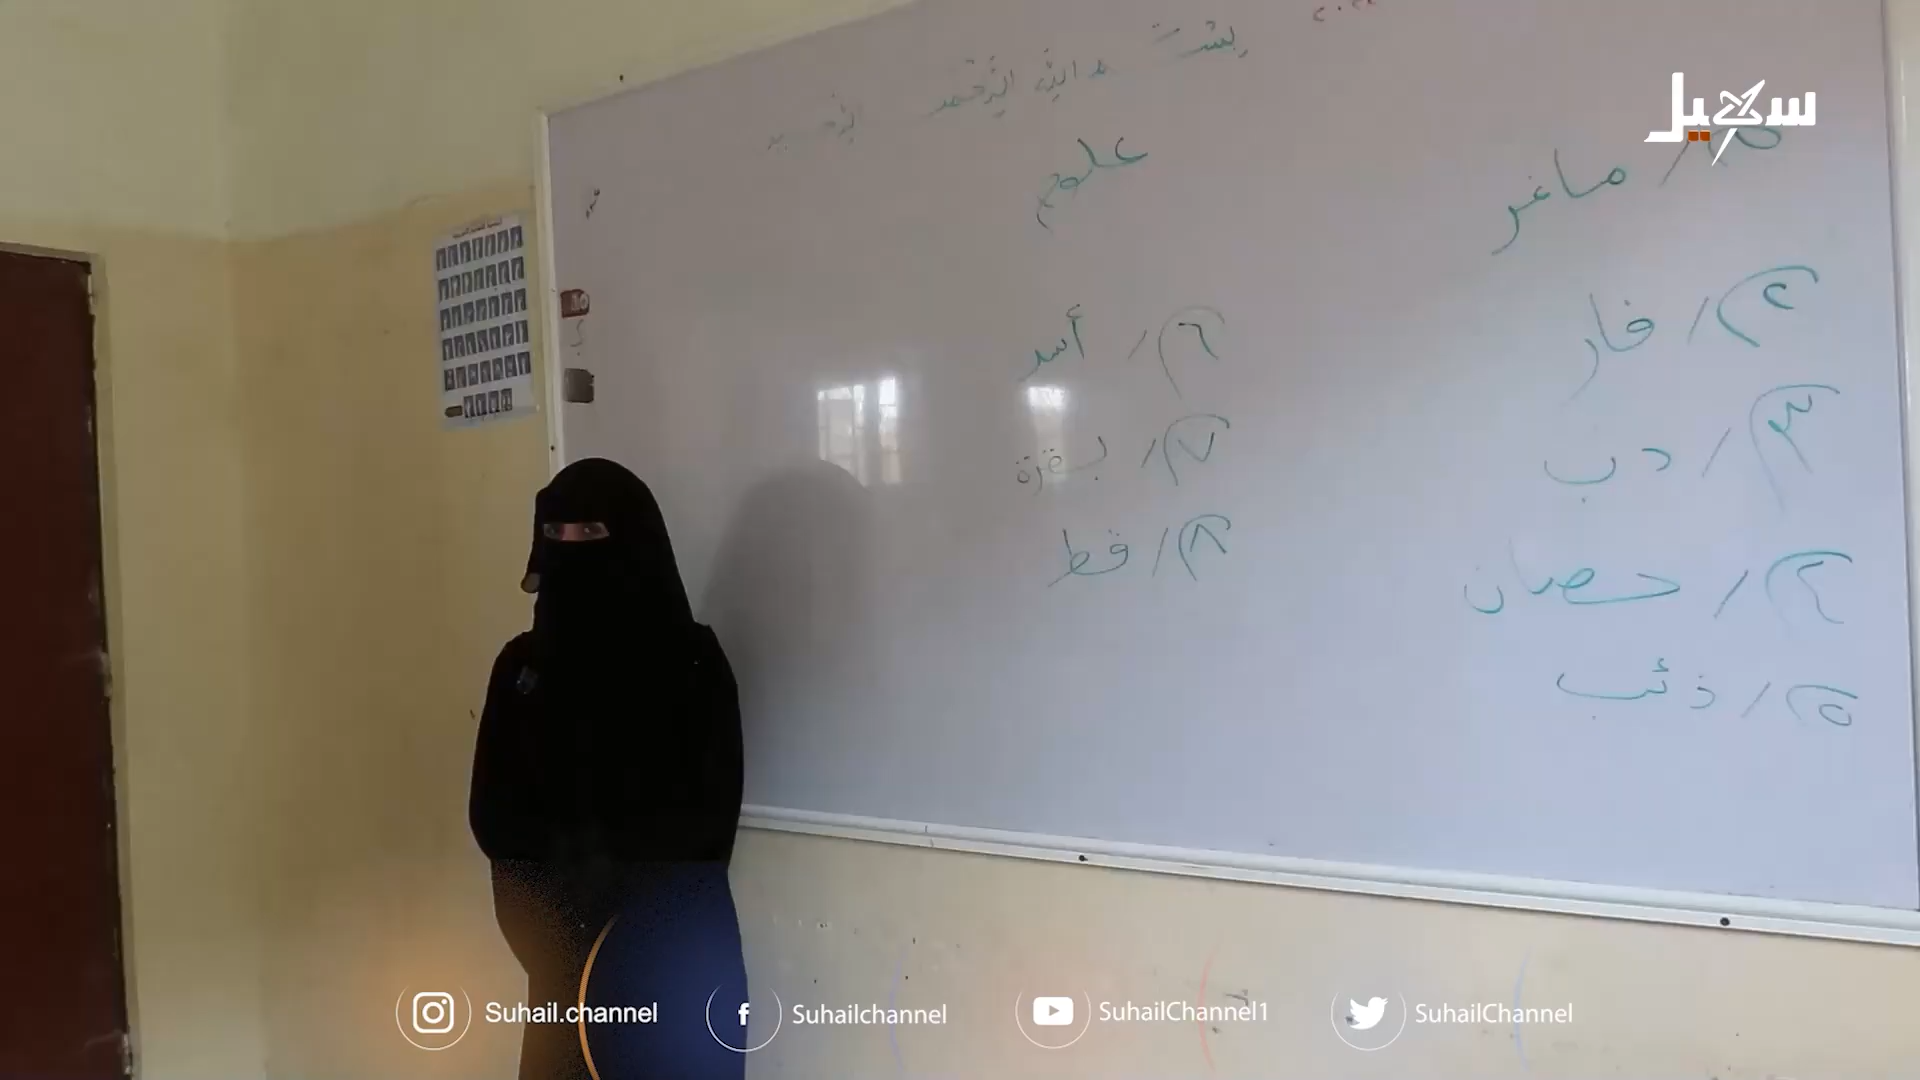 سهيل
بسم الله الرحمن الرحيم
علوم
١/ ماغر
٢/ فار
٣/ دب
٤/ حصان
٥/ ذئب
٦/ أسد
٧/ بقرة
٨/ قط
Suhail.channel
Suhailchannel
SuhailChannel1
SuhailChannel